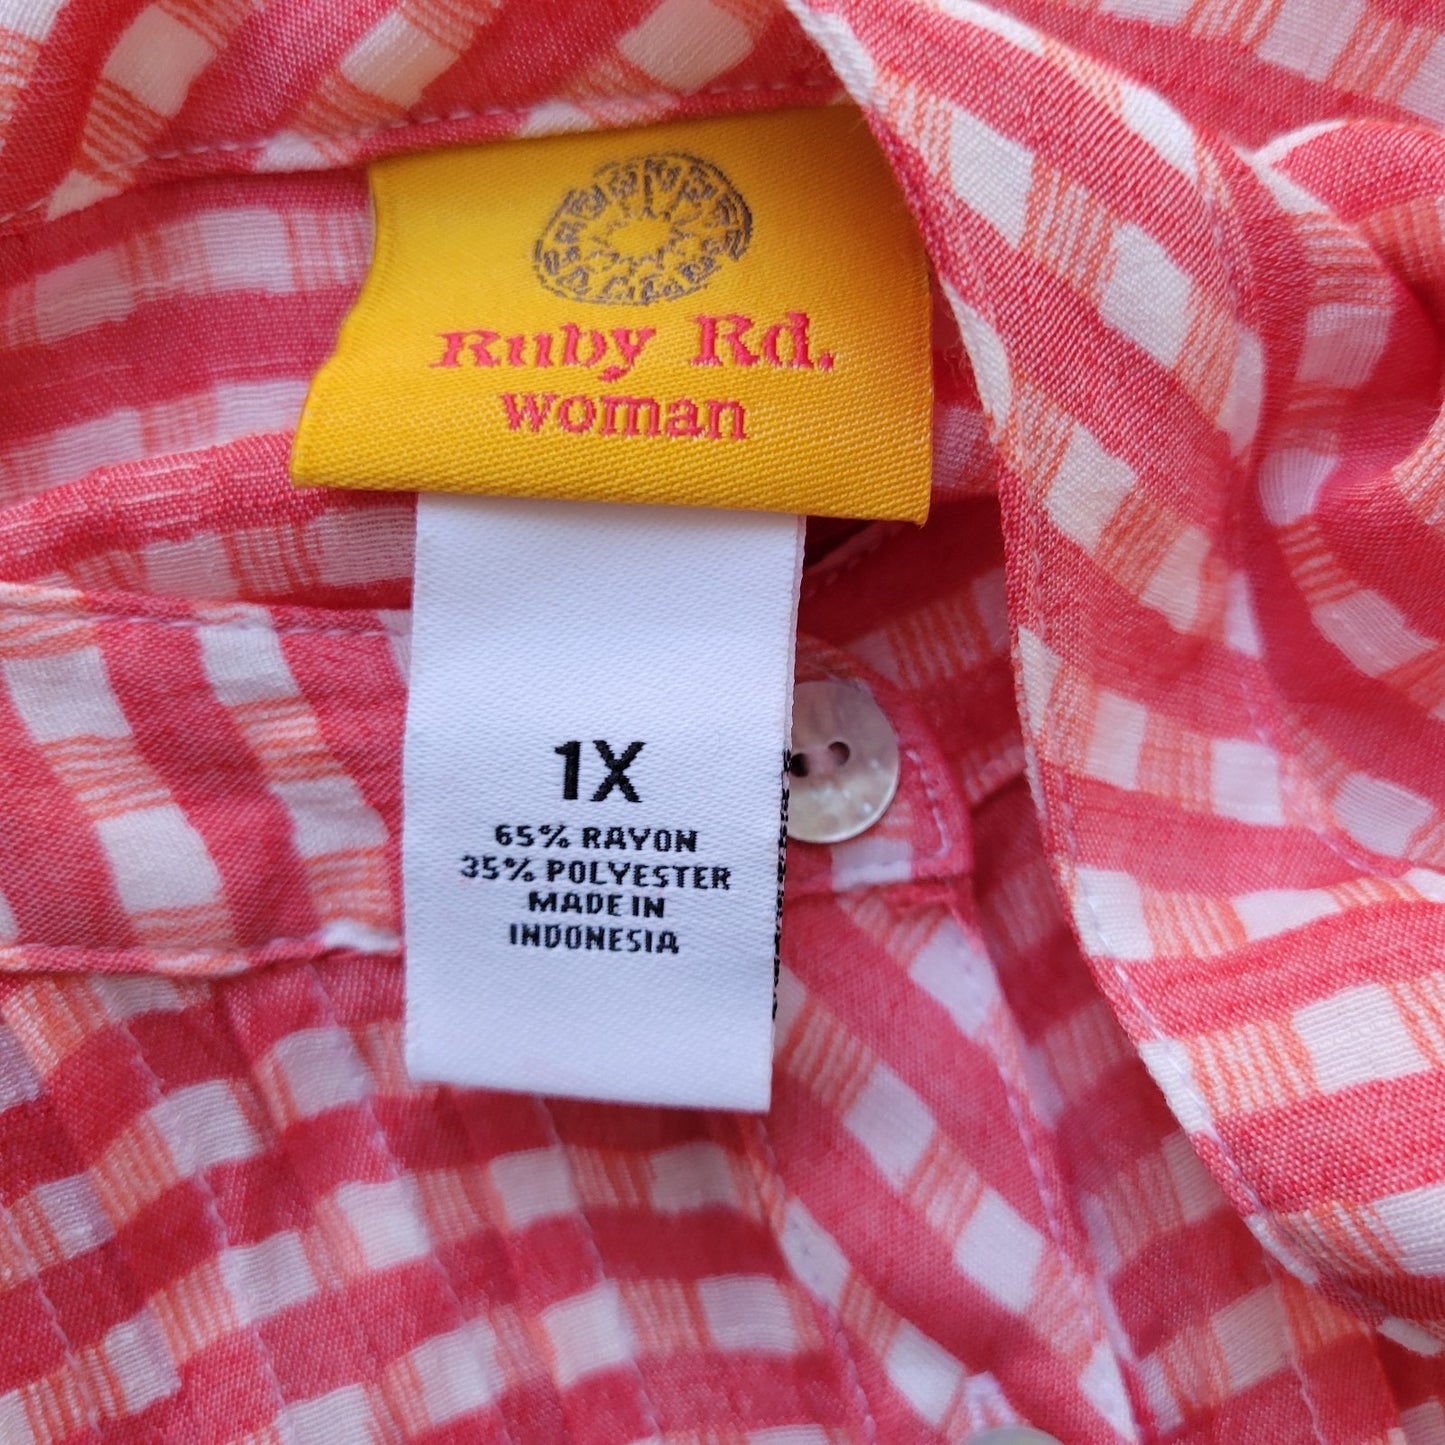 Ruby Rd.
woman
1X
65% RAYON
35% POLYESTER
MADE IN
INDONESIA